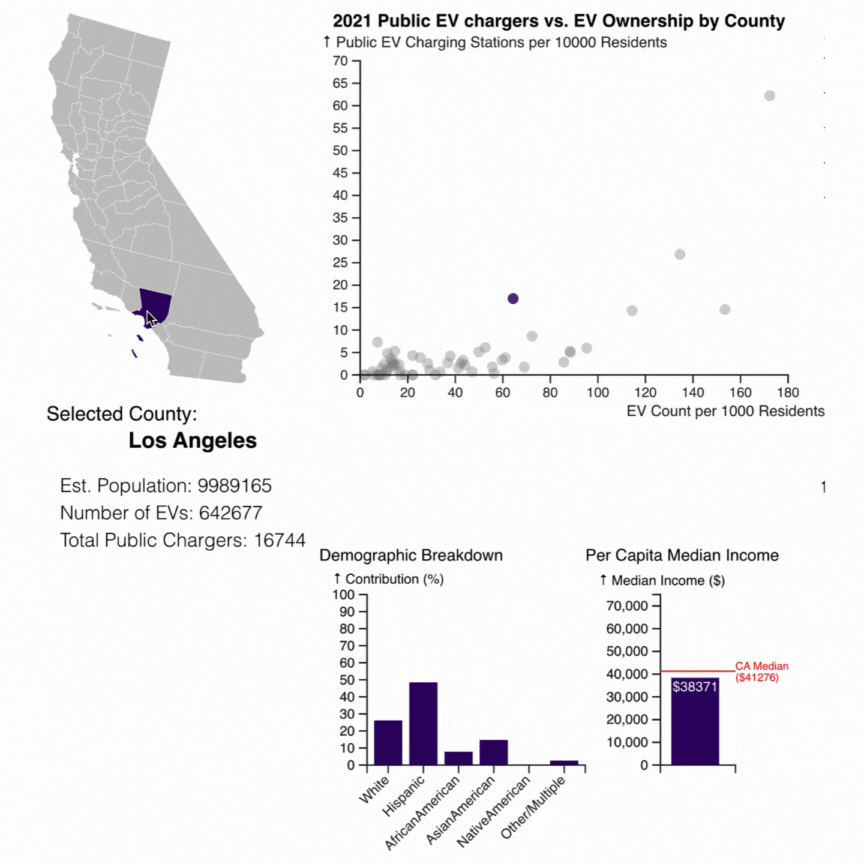 2021 Public EV chargers vs. EV Ownership by County
↑ Public EV Charging Stations per 10000 Residents
70
65
60
55
50
45
40
35
30
25
20
15
10
5
0
0 20 40 60 80 100 120 140 160 180
EV Count per 1000 Residents
Selected County:
Los Angeles
Est. Population: 9989165
Number of EVs: 642677
Total Public Chargers: 16744
1
Demographic Breakdown
↑ Contribution (%)
100
90
80
70
60
50
40
30
20
10
0
White
Hispanic
AfricanAmerican
AsianAmerican
NativeAmerican
Other/Multiple
Per Capita Median Income
↑ Median Income ($)
70,000
60,000
50,000
40,000
30,000
20,000
10,000
0
CA Median
($41276)
$38371